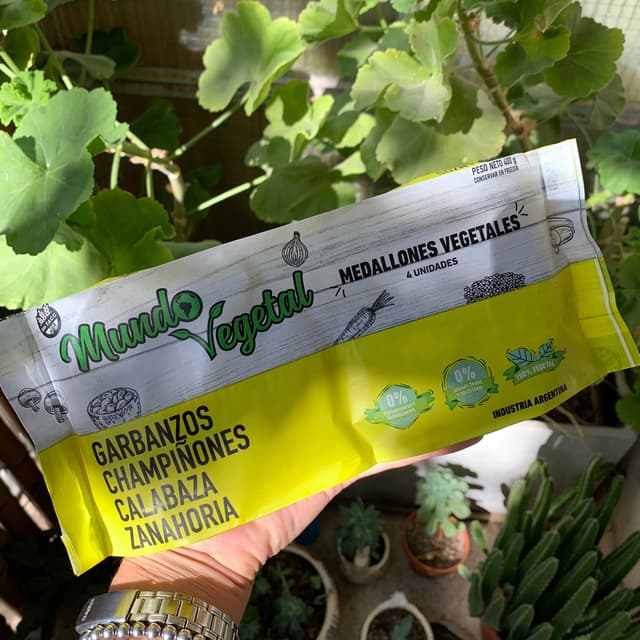 PESO NETO 400 g
CONSERVAR EN FREEZER
Mundo
Vegetal
MEDALLONES VEGETALES
4 UNIDADES
GARBANZOS
CHAMPIÑONES
CALABAZA
ZANAHORIA
0%
0%
100% VEGETAL
INDUSTRIA ARGENTINA